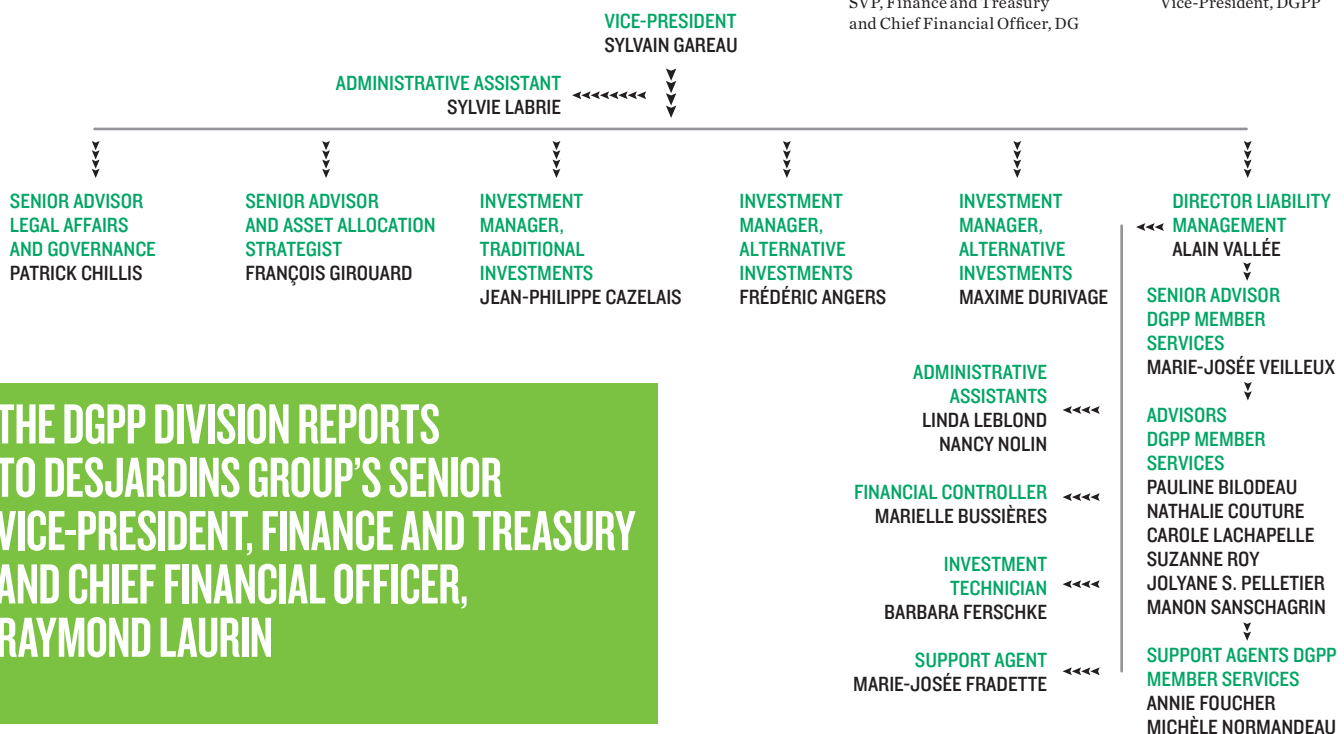 SVP, Finance and Treasury
and Chief Financial Officer, DG
Vice-President, DGPP
VICE-PRESIDENT
SYLVAIN GAREAU
ADMINISTRATIVE ASSISTANT
SYLVIE LABRIE
SENIOR ADVISOR
LEGAL AFFAIRS
AND GOVERNANCE
PATRICK CHILLIS
SENIOR ADVISOR
AND ASSET ALLOCATION
STRATEGIST
FRANÇOIS GIROUARD
INVESTMENT
MANAGER,
TRADITIONAL
INVESTMENTS
JEAN-PHILIPPE CAZELAIS
INVESTMENT
MANAGER,
ALTERNATIVE
INVESTMENTS
FRÉDÉRIC ANGERS
INVESTMENT
MANAGER,
ALTERNATIVE
INVESTMENTS
MAXIME DURIVAGE
DIRECTOR LIABILITY
MANAGEMENT
ALAIN VALLÉE
SENIOR ADVISOR
DGPP MEMBER
SERVICES
MARIE-JOSÉE VEILLEUX
ADVISORS
DGPP MEMBER
SERVICES
PAULINE BILODEAU
NATHALIE COUTURE
CAROLE LACHAPELLE
SUZANNE ROY
JOLYANE S. PELLETIER
MANON SANSCHAGRIN
SUPPORT AGENTS DGPP
MEMBER SERVICES
ANNIE FOUCHER
MICHÈLE NORMANDEAU
ADMINISTRATIVE
ASSISTANTS
LINDA LEBLOND
NANCY NOLIN
FINANCIAL CONTROLLER
MARIELLE BUSSIÈRES
INVESTMENT
TECHNICIAN
BARBARA FERSCHKE
SUPPORT AGENT
MARIE-JOSÉE FRADETTE
THE DGPP DIVISION REPORTS
TO DESJARDINS GROUP'S SENIOR
VICE-PRESIDENT, FINANCE AND TREASURY
AND CHIEF FINANCIAL OFFICER,
RAYMOND LAURIN